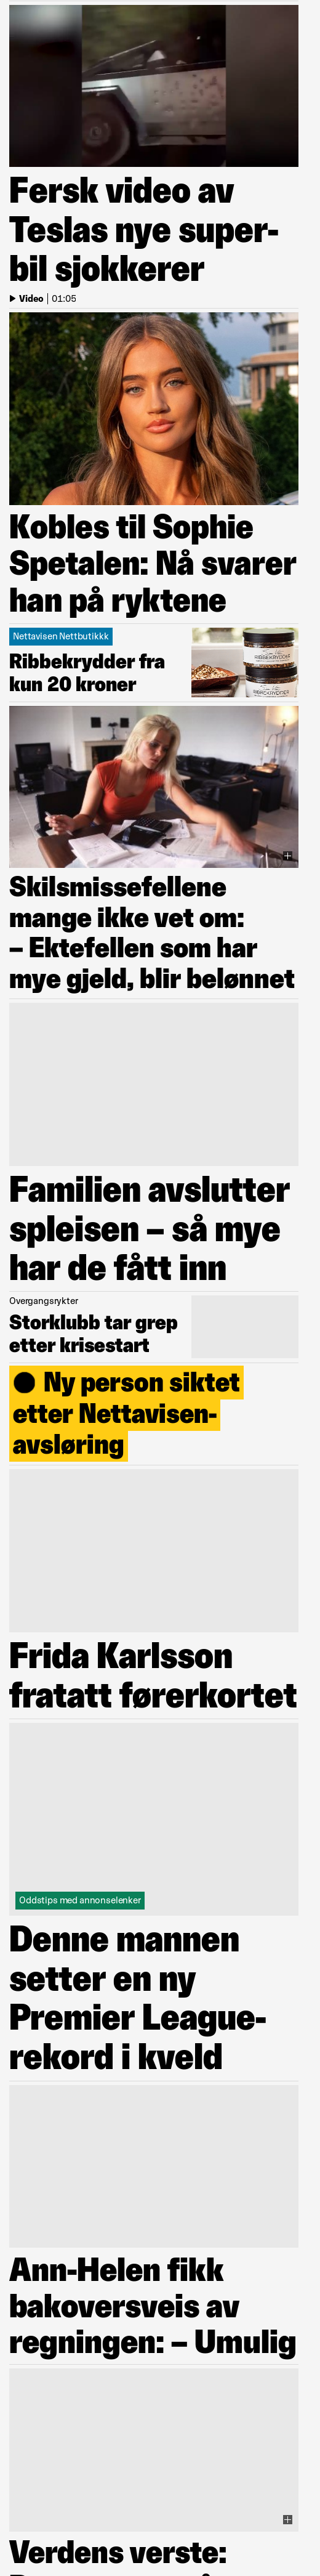 Fersk video av
Teslas nye super-
bil sjokkerer
Video | 01:05
Kobles til Sophie
Spetalen: Nå svarer
han på ryktene
Nettavisen Nettbutikkk
Ribbekrydder fra
kun 20 kroner
RIBBEKRYDDER
Skilsmissefellene
mange ikke vet om:
– Ektefellen som har
mye gjeld, blir belønnet
Familien avslutter
spleisen – så mye
har de fått inn
Overgangsrykter
Storklubb tar grep
etter krisestart
Ny person siktet
etter Nettavisen-
avsløring
Frida Karlsson
fratatt førerkortet
Oddstips med annonselenker
Denne mannen
setter en ny
Premier League-
rekord i kveld
Ann-Helen fikk
bakoversveis av
regningen: – Umulig
Verdens verste: